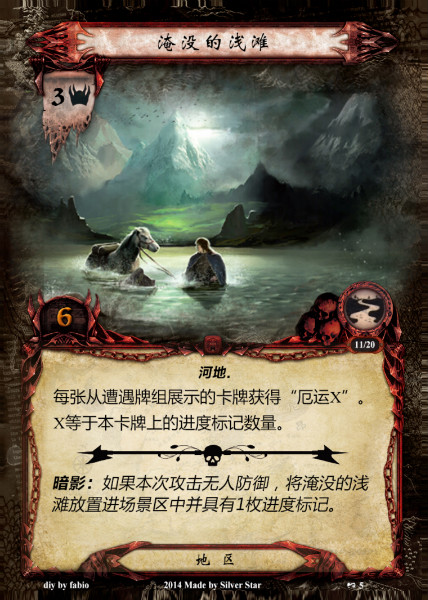 淹没的浅滩
3
6
11/20
河地.
每张从遭遇牌组展示的卡牌获得“厄运X”。
X等于本卡牌上的进度标记数量。
暗影：如果本次攻击无人防御，将淹没的浅
滩放置进场景区中并具有1枚进度标记。
地 区
diy by fabio 2014 Made by Silver Star 5